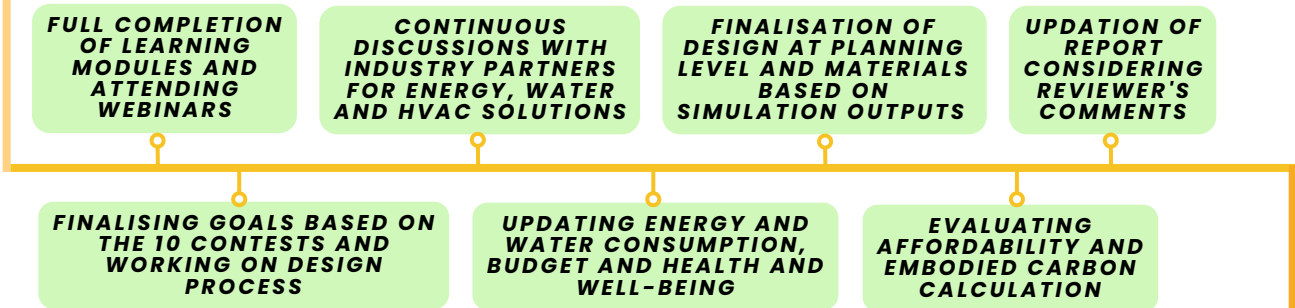 FULL COMPLETION
OF LEARNING
MODULES AND
ATTENDING
WEBINARS
CONTINUOUS
DISCUSSIONS WITH
INDUSTRY PARTNERS
FOR ENERGY, WATER
AND HVAC SOLUTIONS
FINALISATION OF
DESIGN AT PLANNING
LEVEL AND MATERIALS
BASED ON
SIMULATION OUTPUTS
UPDATION OF
REPORT
CONSIDERING
REVIEWER'S
COMMENTS
FINALISING GOALS BASED ON
THE 10 CONTESTS AND
WORKING ON DESIGN
PROCESS
UPDATING ENERGY AND
WATER CONSUMPTION,
BUDGET AND HEALTH AND
WELL-BEING
EVALUATING
AFFORDABILITY AND
EMBODIED CARBON
CALCULATION